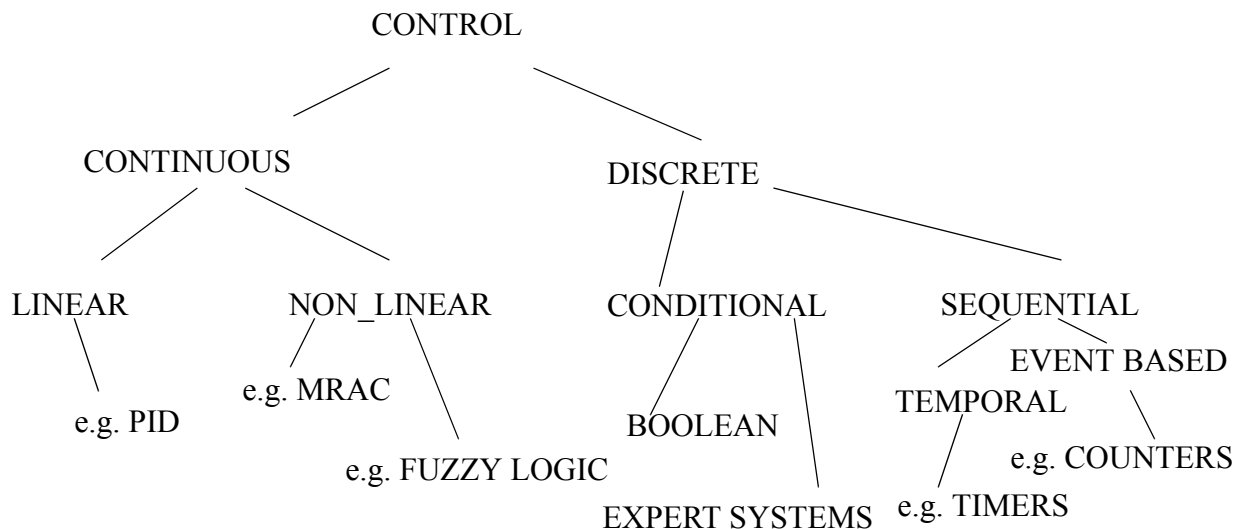 CONTROL
CONTINUOUS
DISCRETE
LINEAR
NON_LINEAR
CONDITIONAL
SEQUENTIAL
EVENT BASED
e.g. MRAC
TEMPORAL
e.g. PID
BOOLEAN
e.g. FUZZY LOGIC
e.g. COUNTERS
e.g. TIMERS
EXPERT SYSTEMS